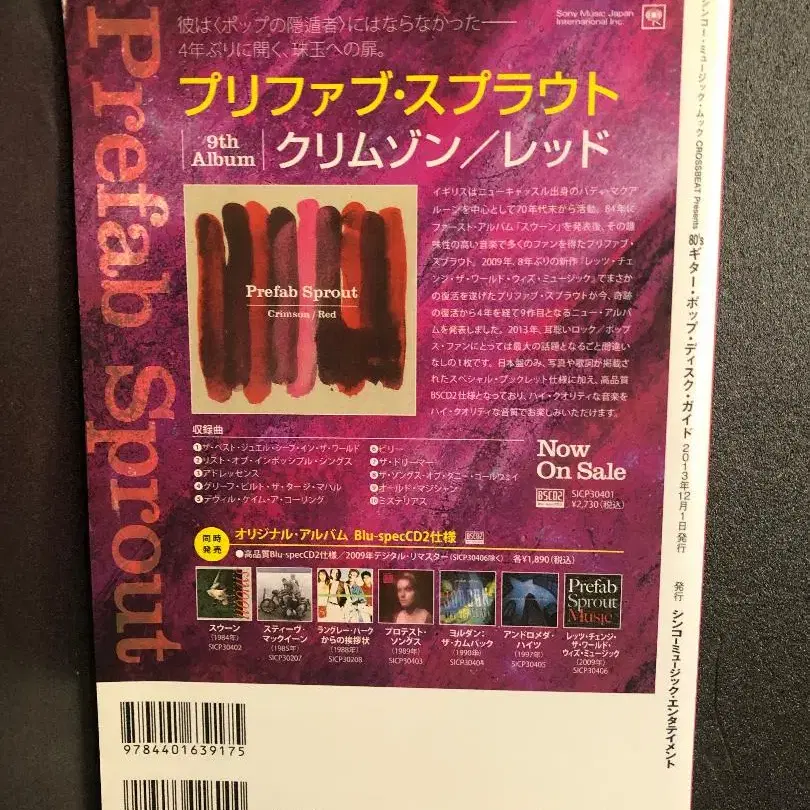 Prefab Sprout
彼は〈ポップの隠遁者〉にはならなかった——
4年ぶりに開く、珠玉への扉。
Sony Music Japan
International Inc.
プリファブ・スプラウト
9th
Album
クリムゾン／レッド
Prefab Sprout
Crimson / Red
イギリスはニューキャッスル出身のパディ・マクア
ルーンを中心として70年代末から活動。84年に
ファースト・アルバム『スウーン』を発表後、その趣
味性の高い音楽で多くのファンを得たプリファブ・
スプラウト。2009年、8年ぶりの新作『レッツ・チェ
ンジ・ザ・ワールド・ウィズ・ミュージック』でまさか
の復活を遂げたプリファブ・スプラウトが今、奇跡
の復活から4年を経て9作目となるニュー・アルバ
ムを発表しました。2013年、耳聡いロック／ポップ
ス・ファンにとっては最大の話題となること間違い
なしの1枚です。日本盤のみ、写真や歌詞が掲載さ
れたスペシャル・ブックレット仕様に加え、高品質
BSCD2仕様となっており、ハイ・クオリティな音楽を
ハイ・クオリティな音質でお楽しみいただけます。
収録曲
①ザ・ベスト・ジュエル・シーフ・イン・ザ・ワールド
②リスト・オブ・インポッシブル・シングス
③アドレッセンス
④グリーフ・ビルト・ザ・タージ・マハル
⑤デヴィル・ケイム・ア・コーリング
⑥ビリー
⑦ザ・ドリーマー
⑧ザ・ソングス・オブ・ダニー・ゴールウェイ
⑨オールド・マジシャン
⑩ミステリアス
Now
On Sale
BSCD2
SICP30401
¥2,730(税込)
同時
発売
オリジナル・アルバム Blu-specCD2仕様
BSCD2
●高品質Blu-specCD2仕様／2009年デジタル・リマスター(SICP30406除く) 各¥1,890(税込)
スウーン
(1984年)
SICP30402
スティーヴ・
マックイーン
(1985年)
SICP30207
ラングレー・パーク
からの挨拶状
(1988年)
SICP30208
プロテスト・
ソングス
(1989年)
SICP30403
ヨルダン：
ザ・カムバック
(1990年)
SICP30404
アンドロメダ・
ハイツ
(1997年)
SICP30405
Prefab
Sprout
Music
レッツ・チェンジ・
ザ・ワールド・
ウィズ・ミュージック
(2009年)
SICP30406
9784401639175
シンコー・ミュージック・ムック CROSSBEAT Presents 80'sギター・ポップ・ディスク・ガイド 2013年12月1日発行 発行 シンコーミュージック・エンタテイメント